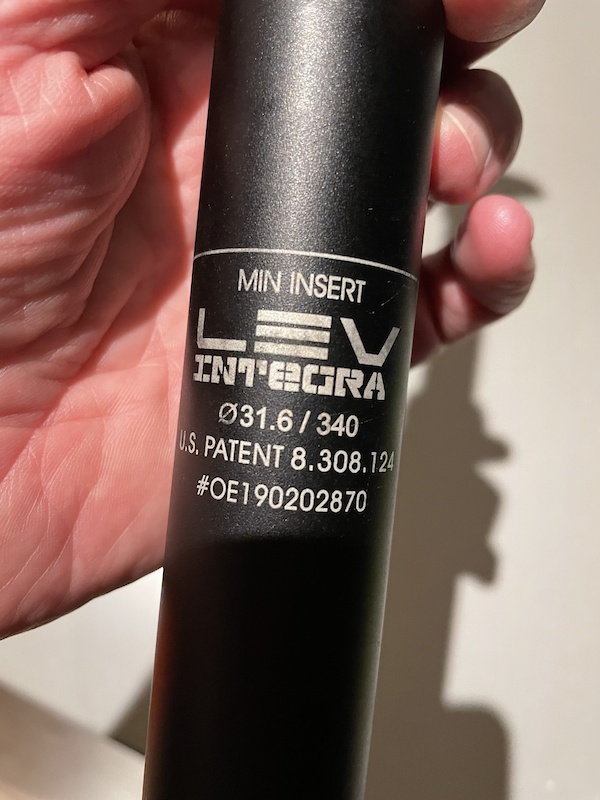 MIN INSERT
LEV
INTEGRA
Ø31.6 / 340
U.S. PATENT 8.308.124
#OE190202870